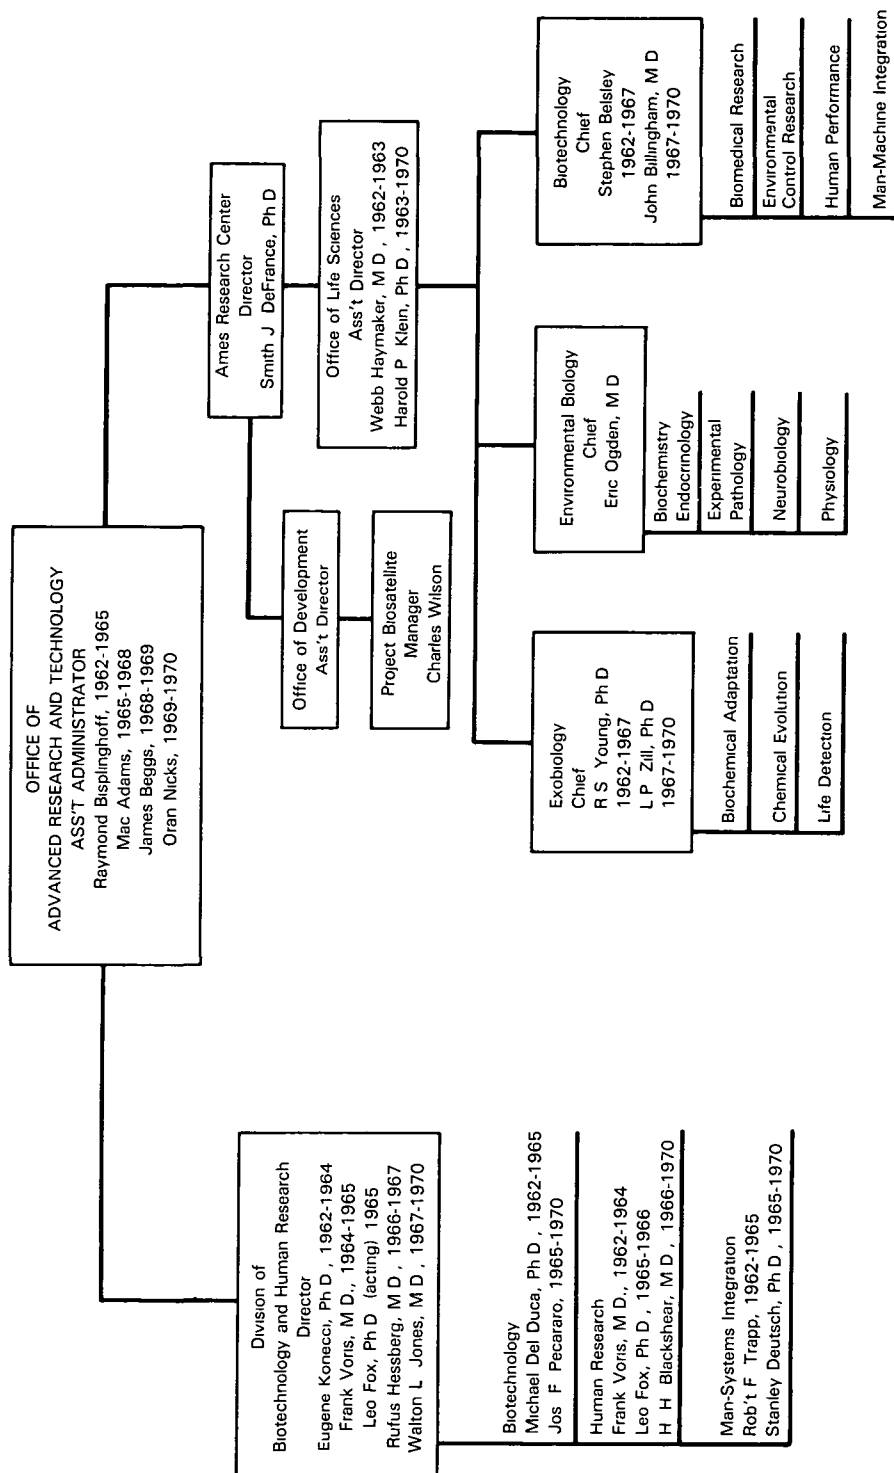 OFFICE OF
ADVANCED RESEARCH AND TECHNOLOGY
ASS'T ADMINISTRATOR
Raymond Bisplinghoff, 1962-1965
Mac Adams, 1965-1968
James Beggs, 1968-1969
Oran Nicks, 1969-1970
Division of
Biotechnology and Human Research
Director
Eugene Konecci, Ph D , 1962-1964
Frank Voris, M D., 1964-1965
Leo Fox, Ph D (acting) 1965
Rufus Hessberg, M D , 1966-1967
Walton L Jones, M D , 1967-1970
Biotechnology
Michael Del Duca, Ph D , 1962-1965
Jos F Pecararo, 1965-1970
Human Research
Frank Voris, M D., 1962-1964
Leo Fox, Ph D , 1965-1966
H H Blackshear, M D , 1966-1970
Man-Systems Integration
Rob't F Trapp, 1962-1965
Stanley Deutsch, Ph D , 1965-1970
Ames Research Center
Director
Smith J DeFrance, Ph D
Office of Development
Ass't Director
Project Biosatellite
Manager
Charles Wilson
Office of Life Sciences
Ass't Director
Webb Haymaker, M D , 1962-1963
Harold P Klein, Ph D , 1963-1970
Exobiology
Chief
R S Young, Ph D
1962-1967
L P Zill, Ph D
1967-1970
Biochemical Adaptation
Chemical Evolution
Life Detection
Environmental Biology
Chief
Eric Ogden, M D
Biochemistry
Endocrinology
Experimental
Pathology
Neurobiology
Physiology
Biotechnology
Chief
Stephen Belsley
1962-1967
John Billingham, M D
1967-1970
Biomedical Research
Environmental
Control Research
Human Performance
Man-Machine Integration